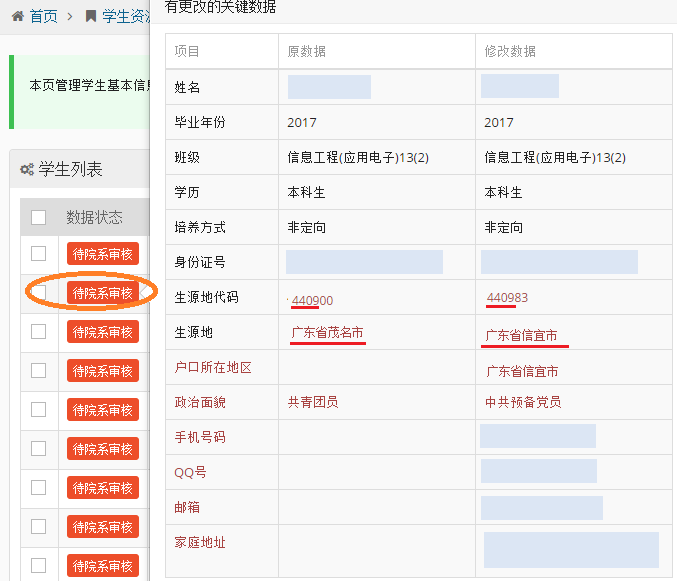 首页 > 学生资
本页管理学生基本信
学生列表
数据状态
待院系审核
待院系审核
待院系审核
待院系审核
待院系审核
待院系审核
待院系审核
待院系审核
待院系审核
有更改的关键数据
项目 原数据 修改数据
姓名
毕业年份 2017 2017
班级 信息工程(应用电子)13(2) 信息工程(应用电子)13(2)
学历 本科生 本科生
培养方式 非定向 非定向
身份证号
生源地代码 440900 440983
生源地 广东省茂名市 广东省信宜市
户口所在地区 广东省信宜市
政治面貌 共青团员 中共预备党员
手机号码
QQ号
邮箱
家庭地址